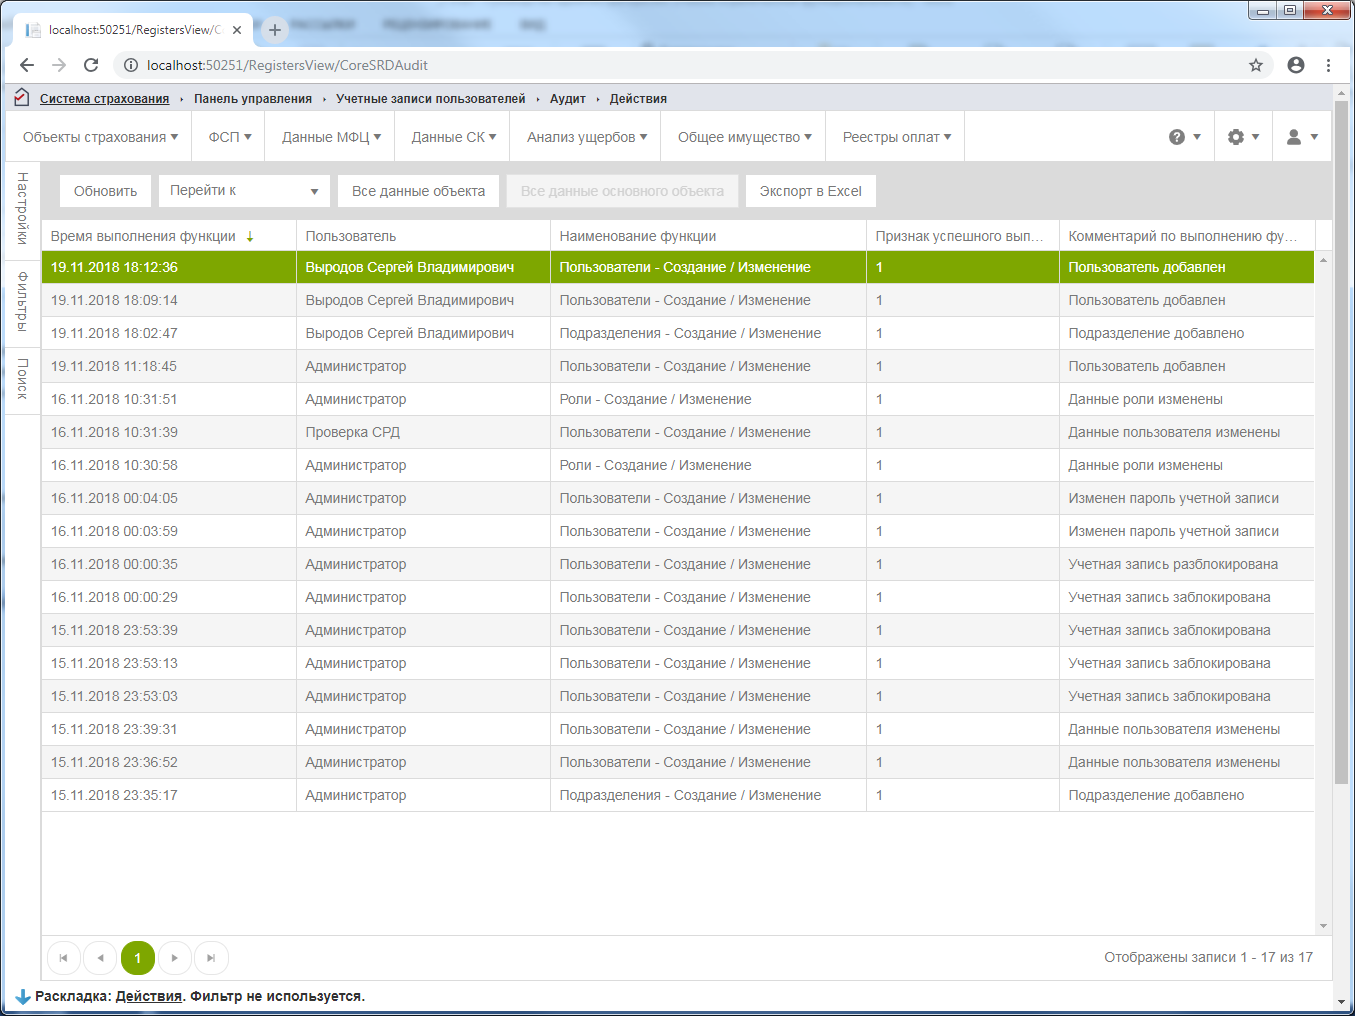 localhost:50251/RegistersView/C
localhost:50251/RegistersView/CoreSRDAudit
Система страхования › Панель управления › Учетные записи пользователей › Аудит › Действия
Объекты страхования ФСП Данные МФЦ Данные СК Анализ ущербов Общее имущество Реестры оплат
Настройки
Фильтры
Поиск
Обновить Перейти к Все данные объекта Все данные основного объекта Экспорт в Excel
Время выполнения функции ↓ Пользователь Наименование функции Признак успешного вып... Комментарий по выполнению фу...
19.11.2018 18:12:36 Выродов Сергей Владимирович Пользователи - Создание / Изменение 1 Пользователь добавлен
19.11.2018 18:09:14 Выродов Сергей Владимирович Пользователи - Создание / Изменение 1 Пользователь добавлен
19.11.2018 18:02:47 Выродов Сергей Владимирович Подразделения - Создание / Изменение 1 Подразделение добавлено
19.11.2018 11:18:45 Администратор Пользователи - Создание / Изменение 1 Пользователь добавлен
16.11.2018 10:31:51 Администратор Роли - Создание / Изменение 1 Данные роли изменены
16.11.2018 10:31:39 Проверка СРД Пользователи - Создание / Изменение 1 Данные пользователя изменены
16.11.2018 10:30:58 Администратор Роли - Создание / Изменение 1 Данные роли изменены
16.11.2018 00:04:05 Администратор Пользователи - Создание / Изменение 1 Изменен пароль учетной записи
16.11.2018 00:03:59 Администратор Пользователи - Создание / Изменение 1 Изменен пароль учетной записи
16.11.2018 00:00:35 Администратор Пользователи - Создание / Изменение 1 Учетная запись разблокирована
16.11.2018 00:00:29 Администратор Пользователи - Создание / Изменение 1 Учетная запись заблокирована
15.11.2018 23:53:39 Администратор Пользователи - Создание / Изменение 1 Учетная запись заблокирована
15.11.2018 23:53:13 Администратор Пользователи - Создание / Изменение 1 Учетная запись заблокирована
15.11.2018 23:53:03 Администратор Пользователи - Создание / Изменение 1 Учетная запись заблокирована
15.11.2018 23:39:31 Администратор Пользователи - Создание / Изменение 1 Данные пользователя изменены
15.11.2018 23:36:52 Администратор Пользователи - Создание / Изменение 1 Данные пользователя изменены
15.11.2018 23:35:17 Администратор Подразделения - Создание / Изменение 1 Подразделение добавлено
1 Отображены записи 1 - 17 из 17
Раскладка: Действия. Фильтр не используется.